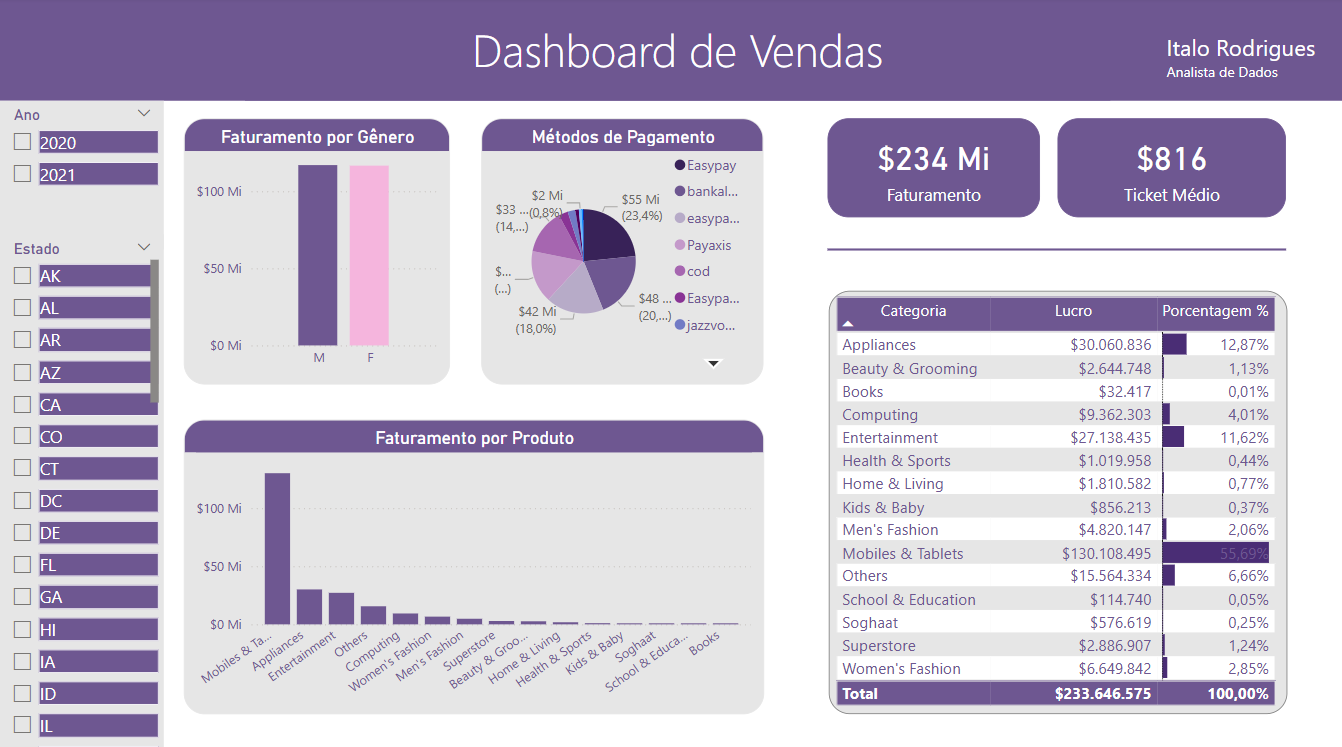 Dashboard de Vendas
Italo Rodrigues
Analista de Dados
Ano
2020
2021
Estado
AK
AL
AR
AZ
CA
CO
CT
DC
DE
FL
GA
HI
IA
ID
IL
Faturamento por Gênero
$100 Mi
$50 Mi
$0 Mi
M F
Métodos de Pagamento
$55 Mi
(23,4%)
$48 ...
(20,...)
$42 Mi
(18,0%)
$...
(...)
$33 ...
(14,...)
$2 Mi
(0,8%)
Easypay
bankal...
easypa...
Payaxis
cod
Easypa...
jazzvo...
$234 Mi
Faturamento
$816
Ticket Médio
Faturamento por Produto
$100 Mi
$50 Mi
$0 Mi
Mobiles & Ta...
Appliances
Entertainment
Others
Computing
Women's Fashion
Men's Fashion
Superstore
Beauty & Groo...
Home & Living
Health & Sports
Kids & Baby
Soghaat
School & Educa...
Books
Categoria Lucro Porcentagem %
Appliances $30.060.836 12,87%
Beauty & Grooming $2.644.748 1,13%
Books $32.417 0,01%
Computing $9.362.303 4,01%
Entertainment $27.138.435 11,62%
Health & Sports $1.019.958 0,44%
Home & Living $1.810.582 0,77%
Kids & Baby $856.213 0,37%
Men's Fashion $4.820.147 2,06%
Mobiles & Tablets $130.108.495 55,69%
Others $15.564.334 6,66%
School & Education $114.740 0,05%
Soghaat $576.619 0,25%
Superstore $2.886.907 1,24%
Women's Fashion $6.649.842 2,85%
Total $233.646.575 100,00%